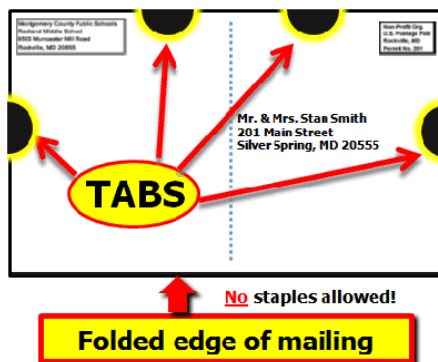 Montgomery County Public Schools
Redland Middle School
6505 Muncaster Mill Road
Rockville, MD 20855
Non-Profit Org.
U.S. Postage Paid
Rockville, MD
Permit No. 201
Mr. & Mrs. Stan Smith
201 Main Street
Silver Spring, MD 20555
TABS
No staples allowed!
Folded edge of mailing